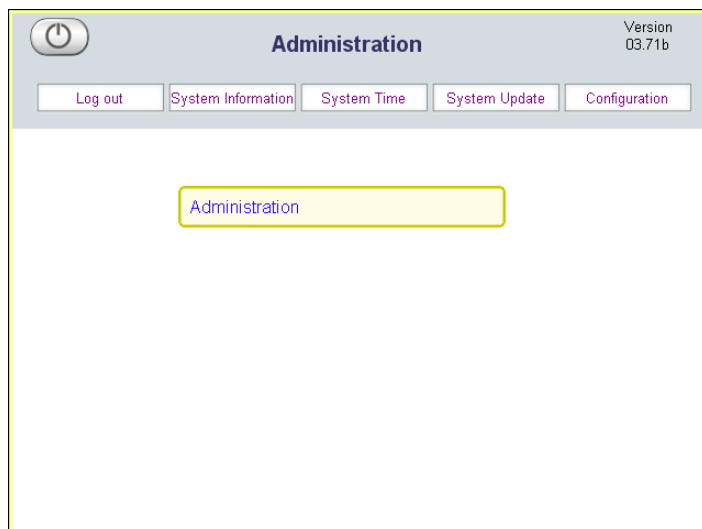 Administration
Version
03.71b
Log out
System Information
System Time
System Update
Configuration
Administration